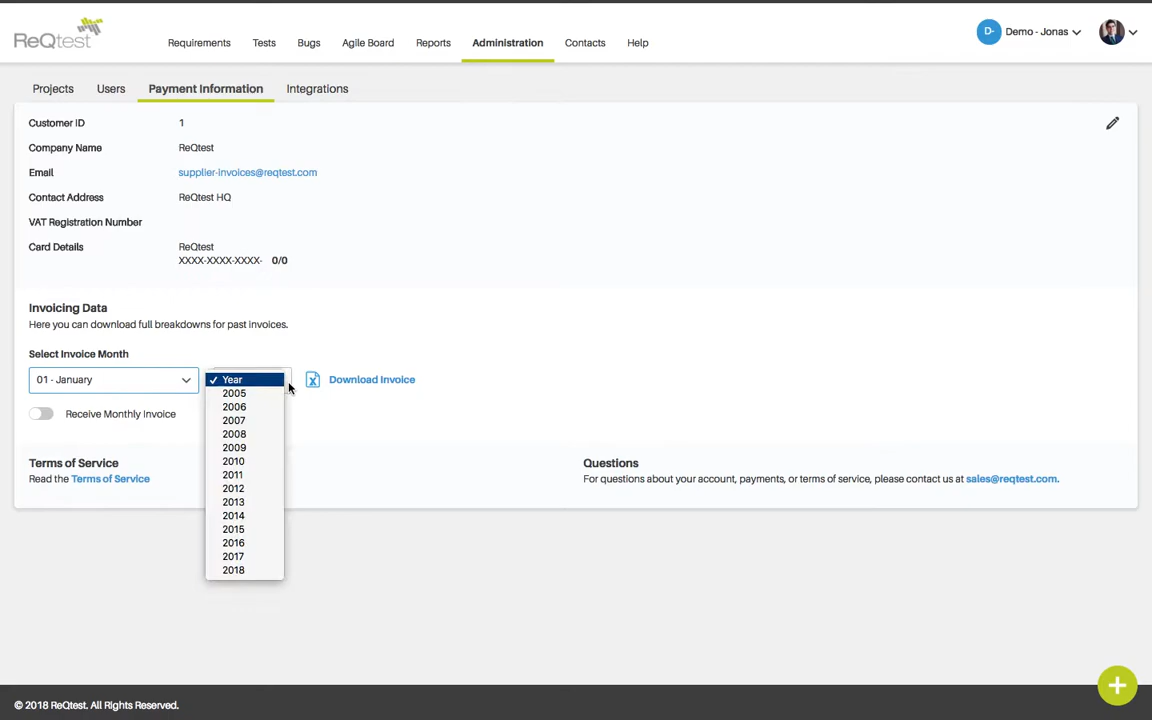 ReQtest
Requirements Tests Bugs Agile Board Reports Administration Contacts Help
D- Demo - Jonas
Projects Users Payment Information Integrations
Customer ID 1
Company Name ReQtest
Email supplier-invoices@reqtest.com
Contact Address ReQtest HQ
VAT Registration Number
Card Details ReQtest
XXXX-XXXX-XXXX- 0/0
Invoicing Data
Here you can download full breakdowns for past invoices.
Select Invoice Month
01 - January
✓ Year
2005
2006
2007
2008
2009
2010
2011
2012
2013
2014
2015
2016
2017
2018
Download Invoice
Receive Monthly Invoice
Terms of Service
Read the Terms of Service
Questions
For questions about your account, payments, or terms of service, please contact us at sales@reqtest.com.
© 2018 ReQtest. All Rights Reserved.